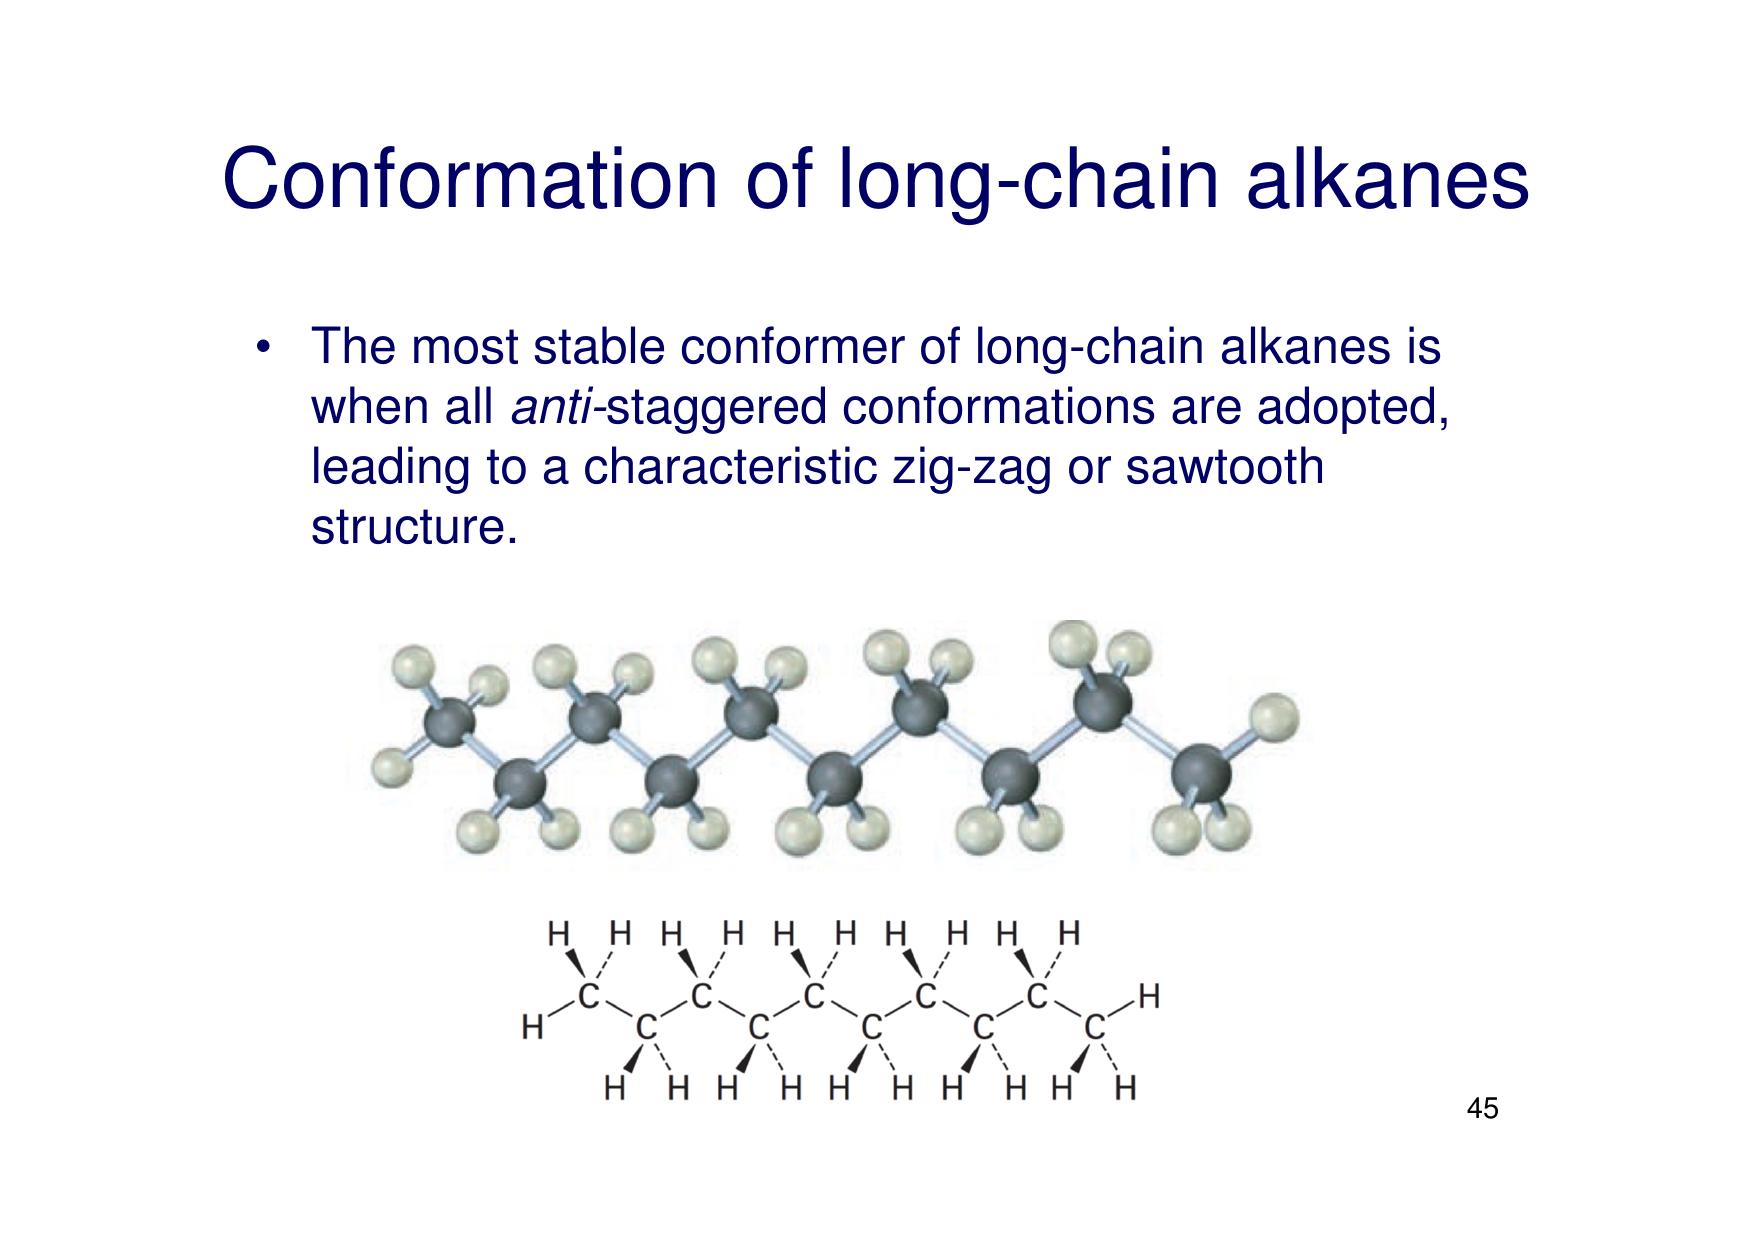 Conformation of long-chain alkanes
• The most stable conformer of long-chain alkanes is
when all anti-staggered conformations are adopted,
leading to a characteristic zig-zag or sawtooth
structure.
H H H H H H H H H H
C C C C C H
H C C C C C
H H H H H H H H H H
45